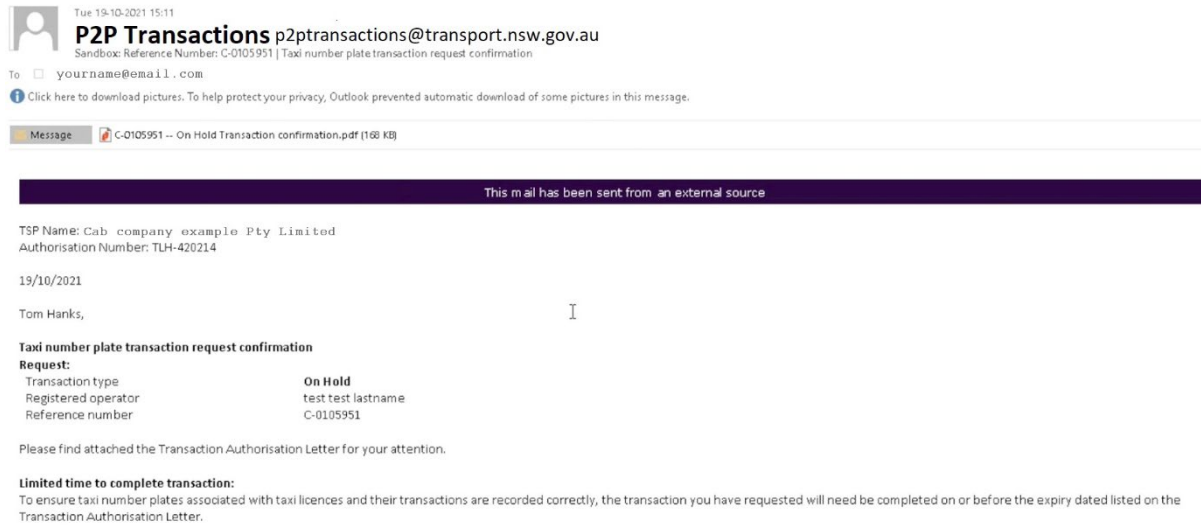 Tue 19-10-2021 15:11
P2P Transactions p2ptransactions@transport.nsw.gov.au
Sandbox: Reference Number: C-0105951 | Taxi number plate transaction request confirmation
To yourname@email.com
Click here to download pictures. To help protect your privacy, Outlook prevented automatic download of some pictures in this message.
Message C-0105951 -- On Hold Transaction confirmation.pdf (168 KB)
This mail has been sent from an external source
TSP Name: Cab company example Pty Limited
Authorisation Number: TLH-420214
19/10/2021
Tom Hanks,
Taxi number plate transaction request confirmation
Request:
Transaction type On Hold
Registered operator test test lastname
Reference number C-0105951
Please find attached the Transaction Authorisation Letter for your attention.
Limited time to complete transaction:
To ensure taxi number plates associated with taxi licences and their transactions are recorded correctly, the transaction you have requested will need be completed on or before the expiry dated listed on the
Transaction Authorisation Letter.